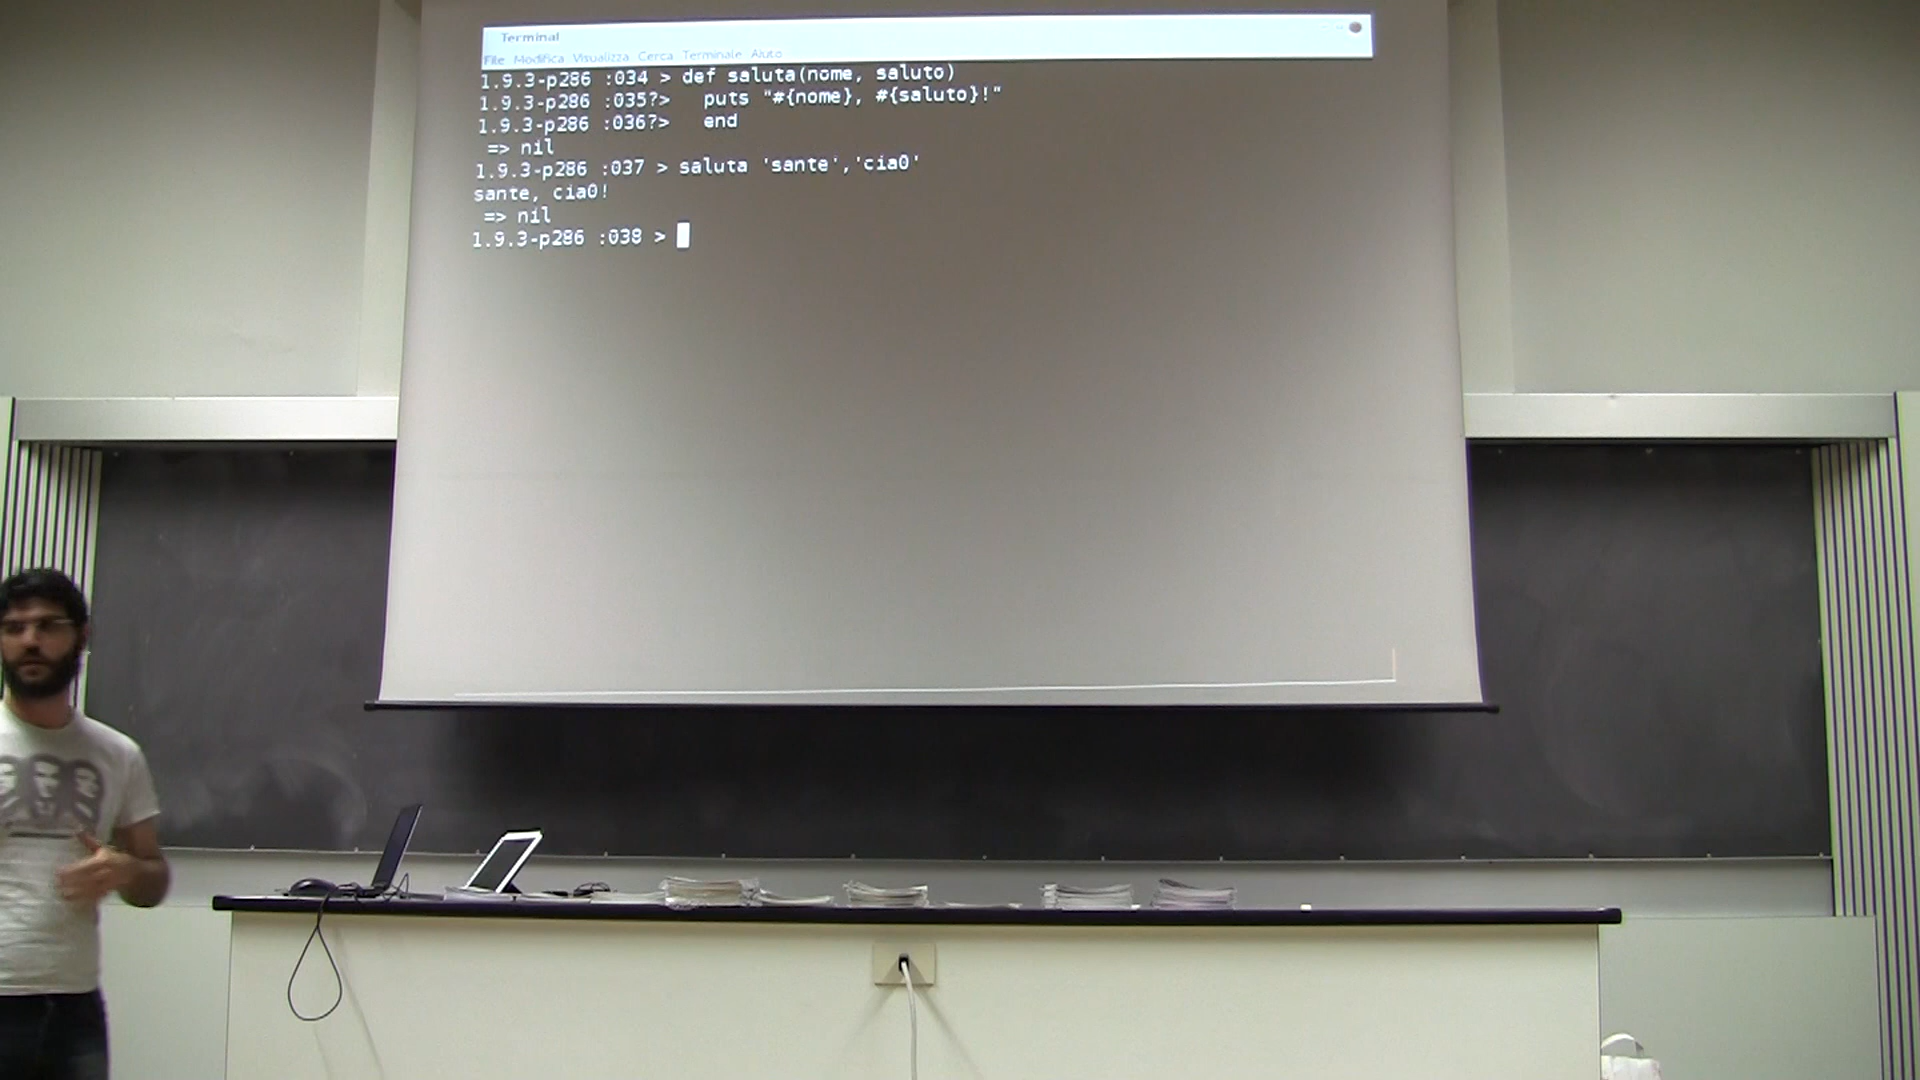 Terminal
File Modifica Visualizza Cerca Terminale Aiuto
1.9.3-p286 :034 > def saluta(nome, saluto)
1.9.3-p286 :035?>   puts "#{nome}, #{saluto}!"
1.9.3-p286 :036?>   end
=> nil
1.9.3-p286 :037 > saluta 'sante','cia0'
sante, cia0!
=> nil
1.9.3-p286 :038 >